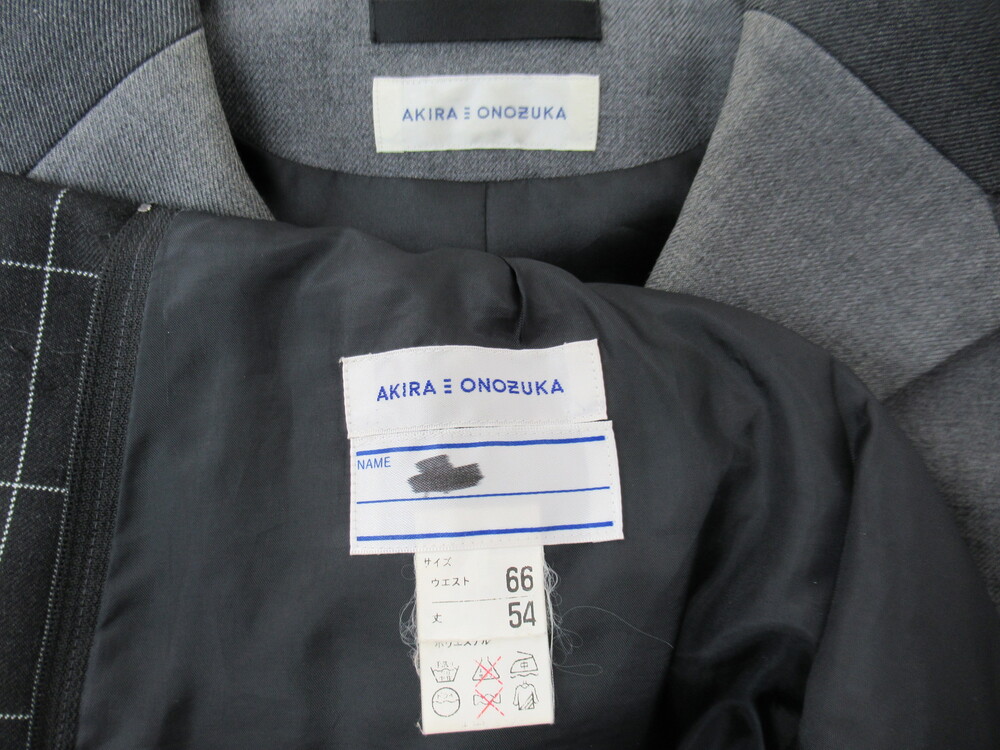 AKIRA Ξ ONOZUKA
AKIRA Ξ ONOZUKA
NAME
サイズ
ウエスト 66
丈 54
ポリエステル
中